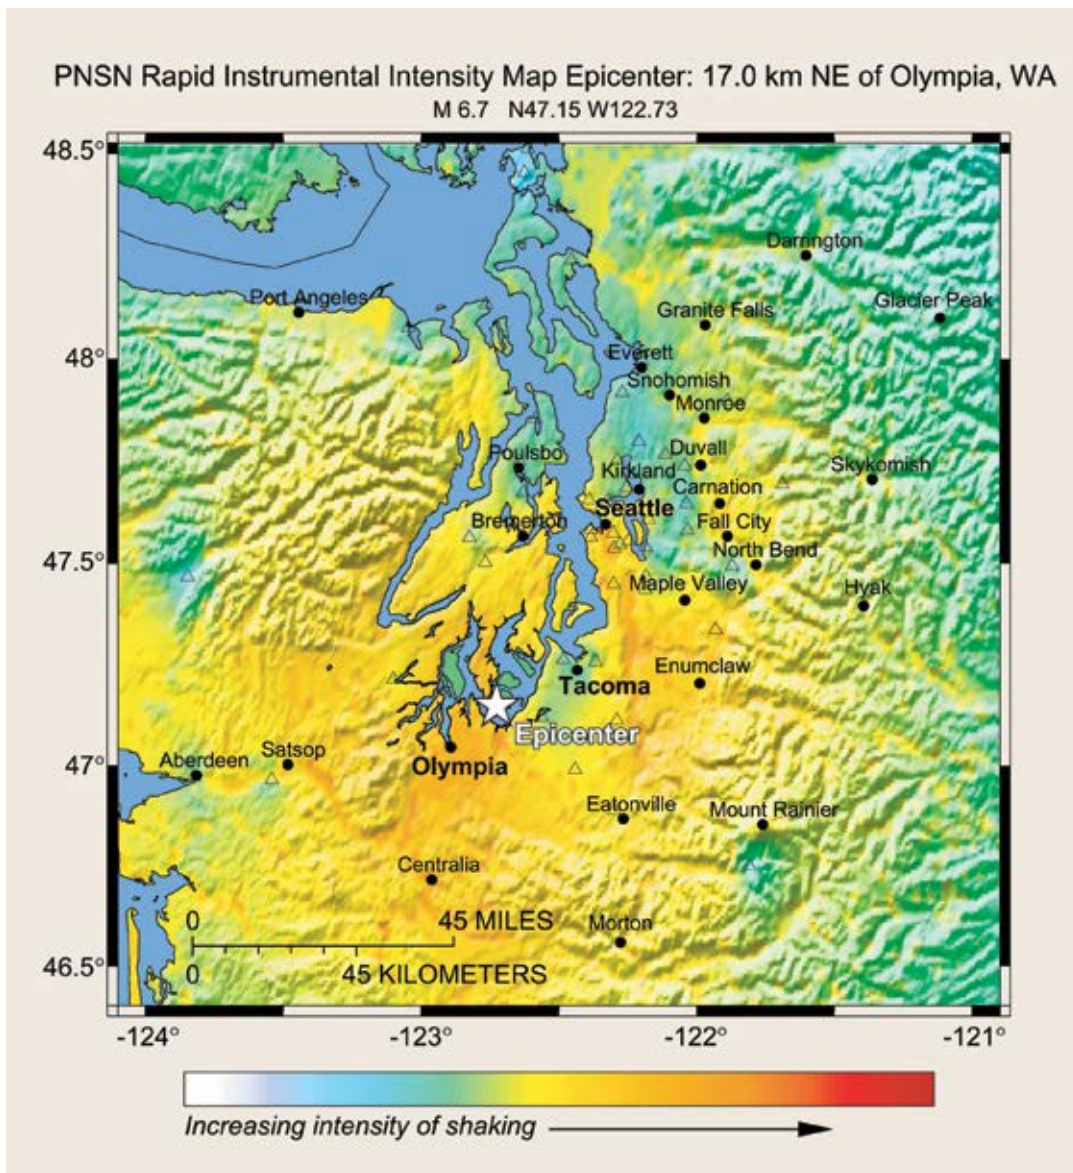 PNSN Rapid Instrumental Intensity Map Epicenter: 17.0 km NE of Olympia, WA
M 6.7 N47.15 W122.73
48.5°
Darrington
Port Angeles
Glacier Peak
Granite Falls
48°
Everett
Snohomish
Monroe
Poulsbo
Duvall
Kirkland
Skykomish
Carnation
Seattle
Bremerton
Fall City
47.5°
North Bend
Maple Valley
Hyak
Enumclaw
Tacoma
Epicenter
47°
Aberdeen
Satsop
Olympia
Eatonville
Mount Rainier
Centralia
0 45 MILES
Morton
46.5°
0 45 KILOMETERS
-124° -123° -122° -121°
Increasing intensity of shaking